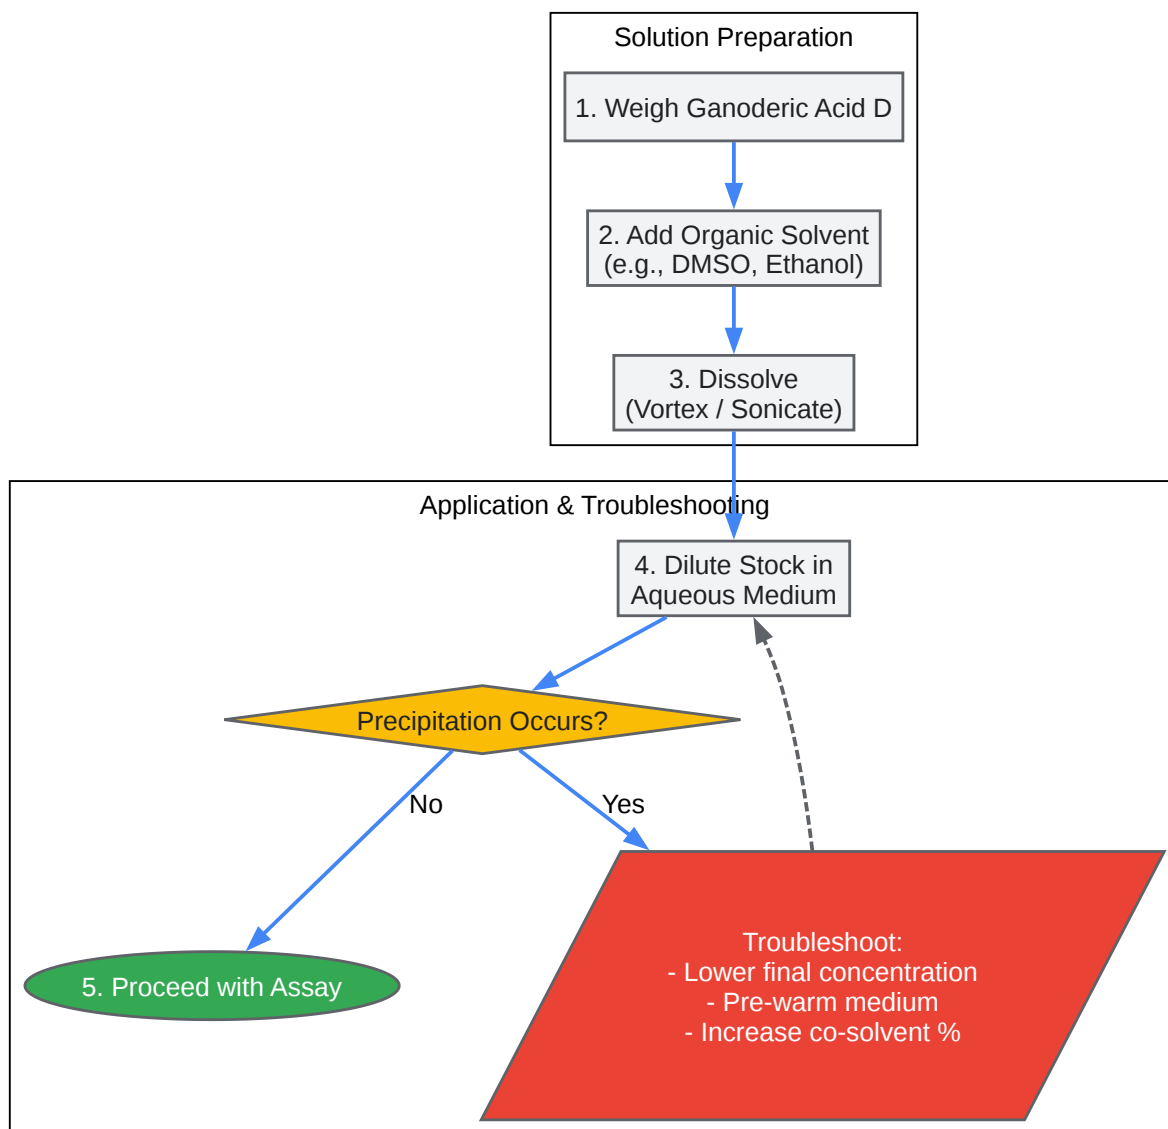 Solution Preparation
1. Weigh Ganoderic Acid D
2. Add Organic Solvent
(e.g., DMSO, Ethanol)
3. Dissolve
(Vortex / Sonicate)
Application & Troubleshooting
4. Dilute Stock in
Aqueous Medium
Precipitation Occurs?
No
Yes
5. Proceed with Assay
Troubleshoot:
- Lower final concentration
- Pre-warm medium
- Increase co-solvent %